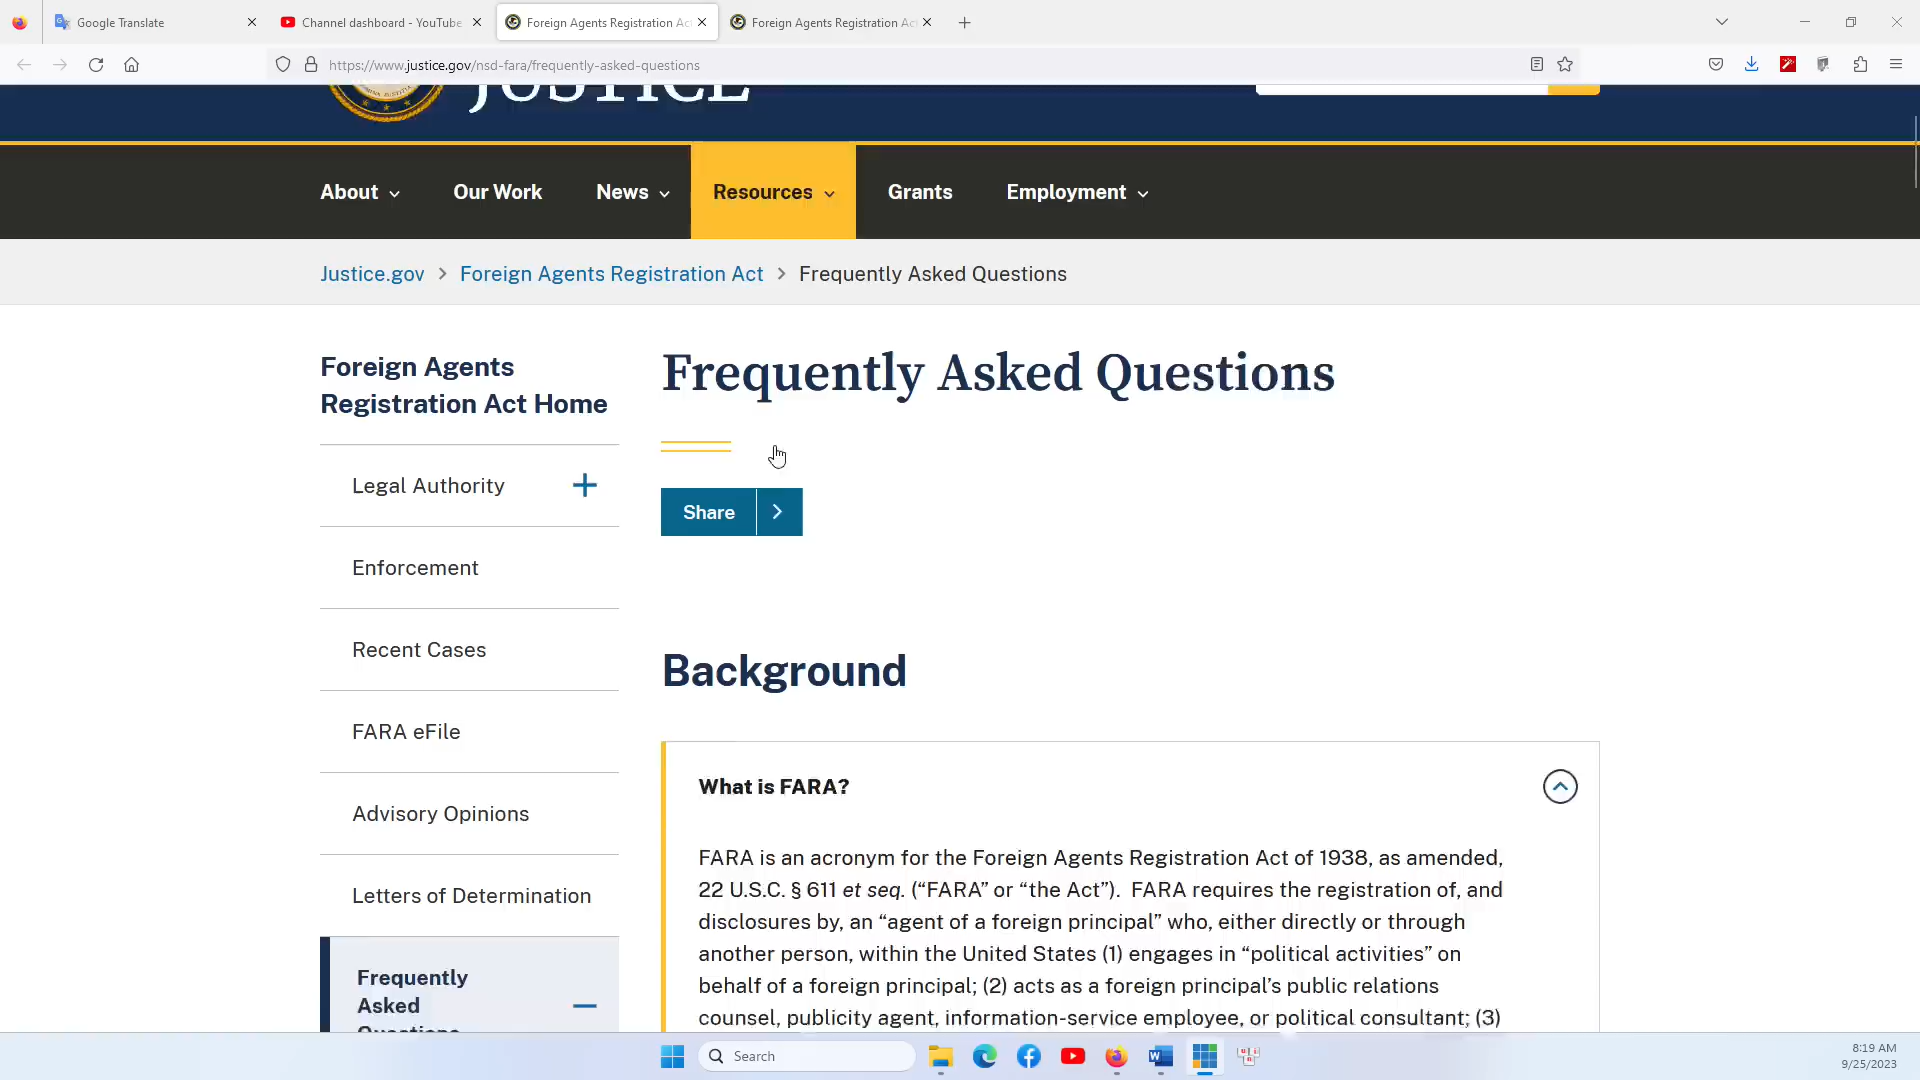 Google Translate
Channel dashboard - YouTube
Foreign Agents Registration Ac
Foreign Agents Registration Ac
https://www.justice.gov/nsd-fara/frequently-asked-questions
JUSTICE
About
Our Work
News
Resources
Grants
Employment
Justice.gov > Foreign Agents Registration Act > Frequently Asked Questions
Foreign Agents
Registration Act Home
Legal Authority
Enforcement
Recent Cases
FARA eFile
Advisory Opinions
Letters of Determination
Frequently
Asked
Questions
Frequently Asked Questions
Share
Background
What is FARA?
FARA is an acronym for the Foreign Agents Registration Act of 1938, as amended,
22 U.S.C. § 611 et seq. (“FARA” or “the Act”). FARA requires the registration of, and
disclosures by, an “agent of a foreign principal” who, either directly or through
another person, within the United States (1) engages in “political activities” on
behalf of a foreign principal; (2) acts as a foreign principal’s public relations
counsel, publicity agent, information-service employee, or political consultant; (3)
Search
8:19 AM
9/25/2023